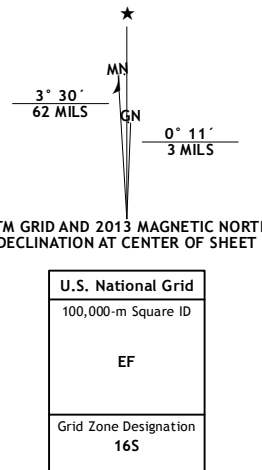 MN
3° 30´
62 MILS
GN
0° 11´
3 MILS
TM GRID AND 2013 MAGNETIC NORTH
DECLINATION AT CENTER OF SHEET
U.S. National Grid
100,000-m Square ID
EF
Grid Zone Designation
16S